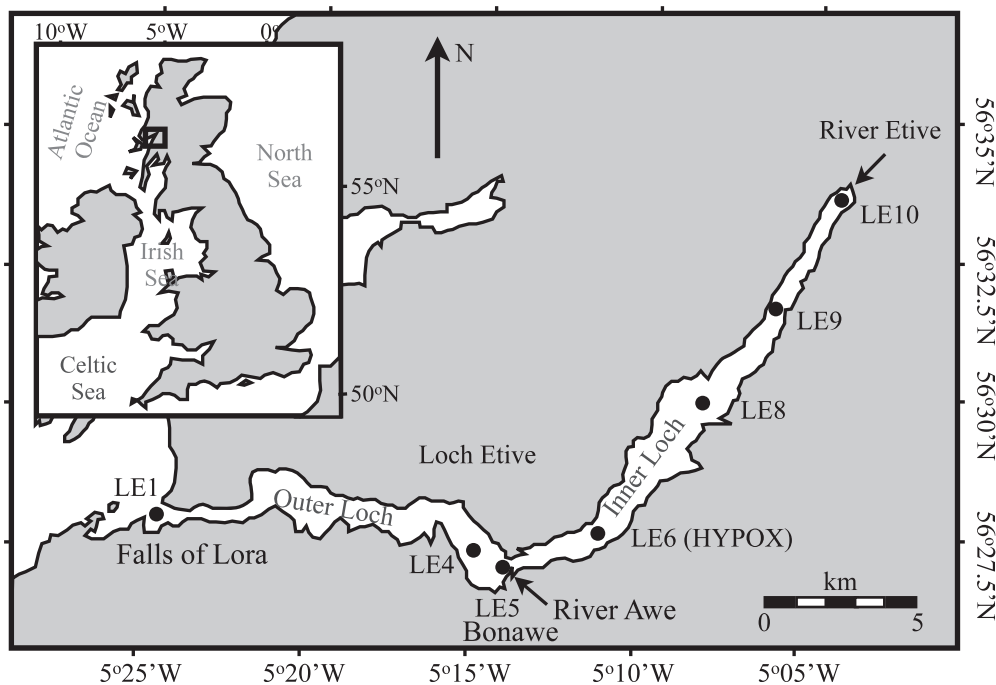 10°W 5°W 0°
N
Atlantic
Ocean
North
Sea
55°N
Irish
Sea
Celtic
Sea
50°N
River Etive
LE10
LE9
LE8
Loch Etive
Inner Loch
Outer Loch
LE1
Falls of Lora
LE4
LE5
Bonawe
River Awe
LE6 (HYPOX)
km
0 5
56°35'N
56°32.5'N
56°30'N
56°27.5'N
5°25'W 5°20'W 5°15'W 5°10'W 5°05'W